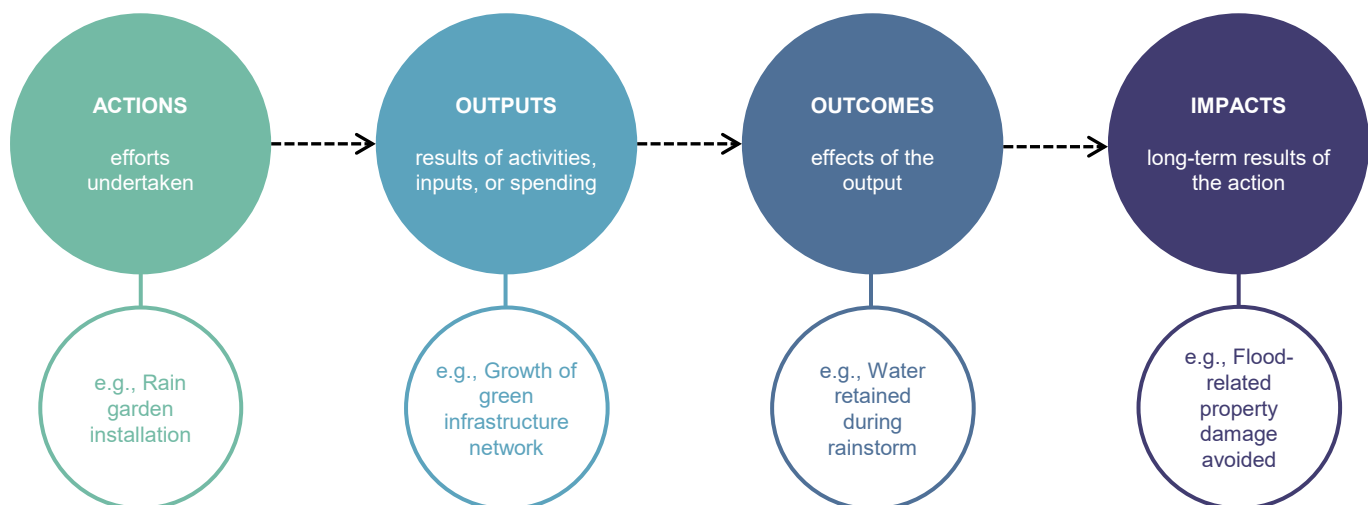 ACTIONS
efforts
undertaken
OUTPUTS
results of activities,
inputs, or spending
OUTCOMES
effects of the
output
IMPACTS
long-term results of
the action
e.g., Rain
garden
installation
e.g., Growth of
green
infrastructure
network
e.g., Water
retained
during
rainstorm
e.g., Flood-
related
property
damage
avoided